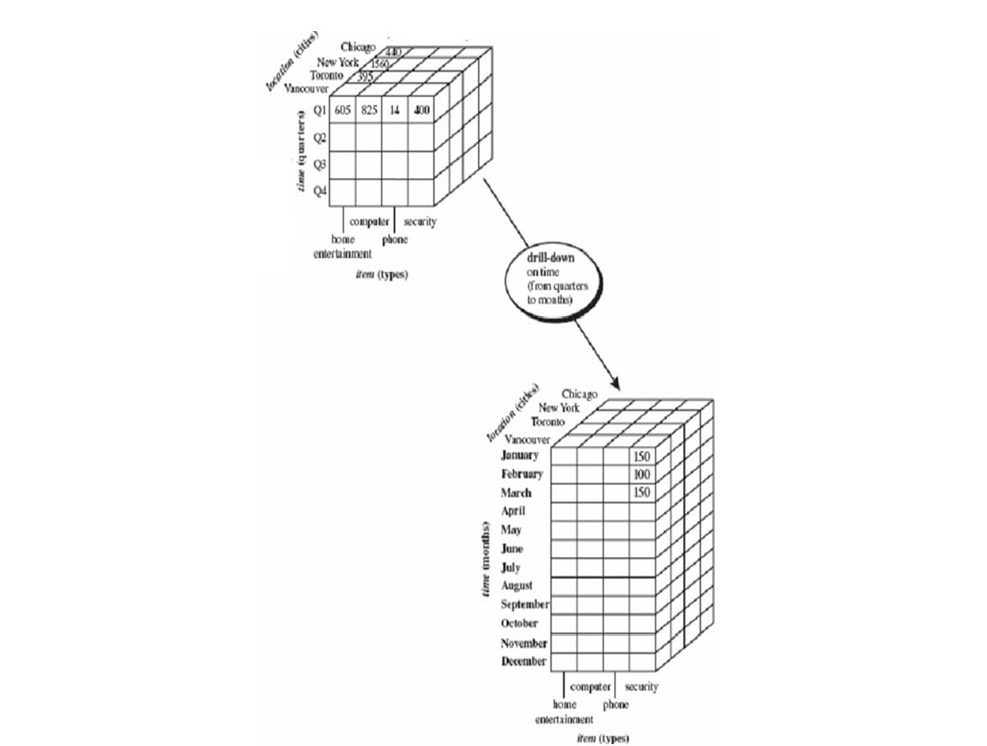 location (cities)
Chicago 440
New York 1560
Toronto 395
Vancouver
time (quarters)
Q1 605 825 14 400
Q2
Q3
Q4
computer security
home phone
entertainment
item (types)
drill-down
on time
(from quarters
to months)
location (cities)
Chicago
New York
Toronto
Vancouver
time (months)
January 150
February 100
March 150
April
May
June
July
August
September
October
November
December
computer security
home phone
entertainment
item (types)